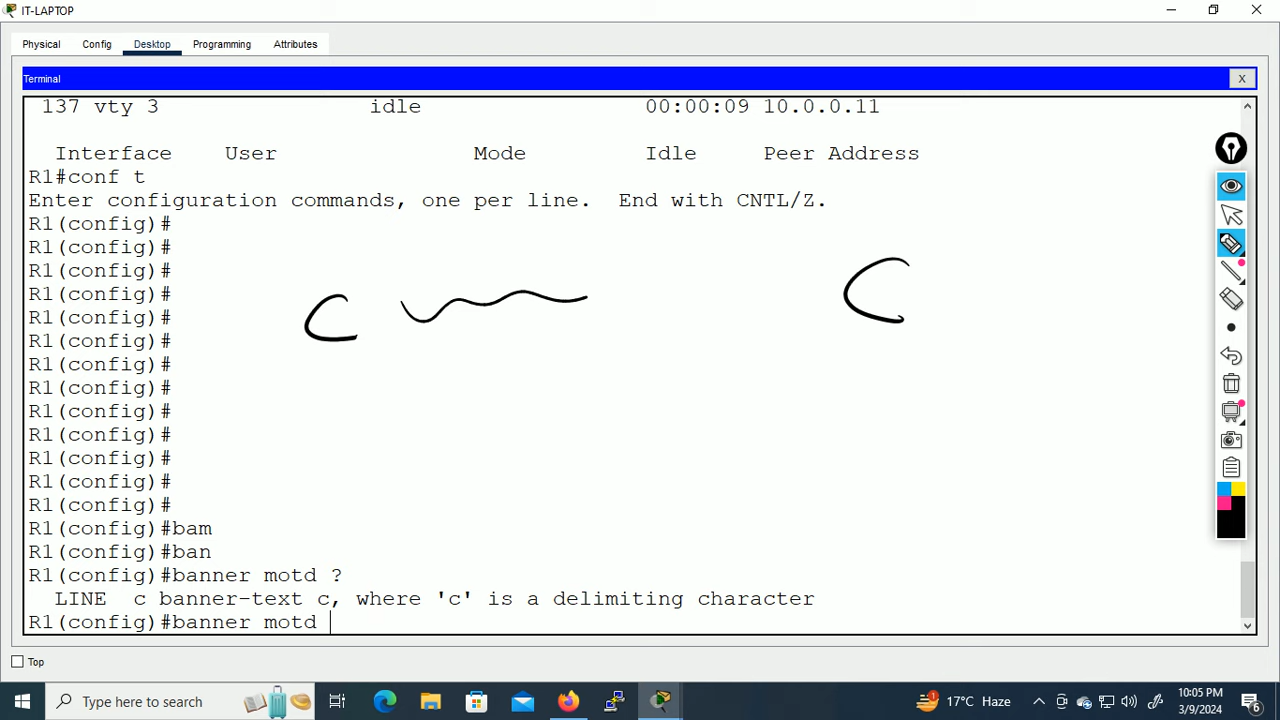 IT-LAPTOP
Physical Config Desktop Programming Attributes
Terminal X
137 vty 3 idle 00:00:09 10.0.0.11
Interface User Mode Idle Peer Address
R1#conf t
Enter configuration commands, one per line. End with CNTL/Z.
R1(config)#
R1(config)#
R1(config)#
R1(config)#
R1(config)#
R1(config)#
R1(config)#
R1(config)#
R1(config)#
R1(config)#
R1(config)#
R1(config)#
R1(config)#
C C
R1(config)#bam
R1(config)#ban
R1(config)#banner motd ?
LINE c banner-text c, where 'c' is a delimiting character
R1(config)#banner motd
Top
Type here to search
1 17°C Haze
10:05 PM
3/9/2024
6